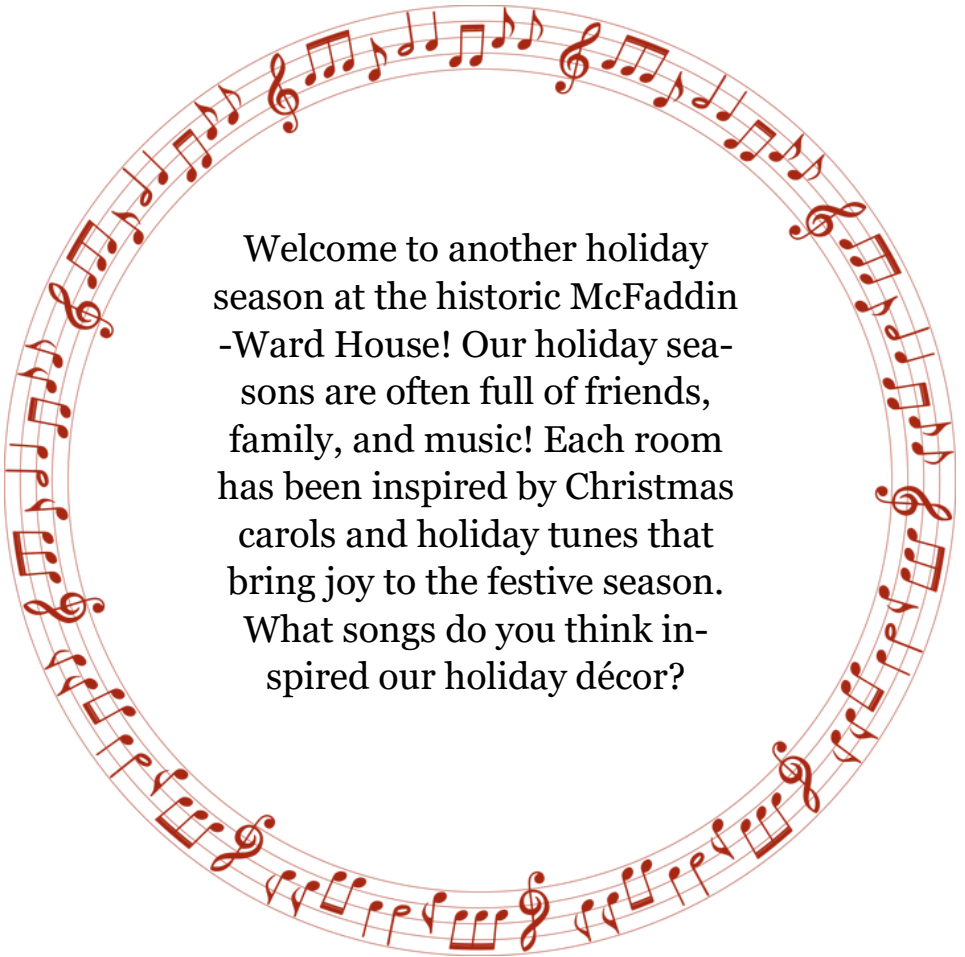 Welcome to another holiday
season at the historic McFaddin
-Ward House! Our holiday sea-
sons are often full of friends,
family, and music! Each room
has been inspired by Christmas
carols and holiday tunes that
bring joy to the festive season.
What songs do you think in-
spired our holiday décor?